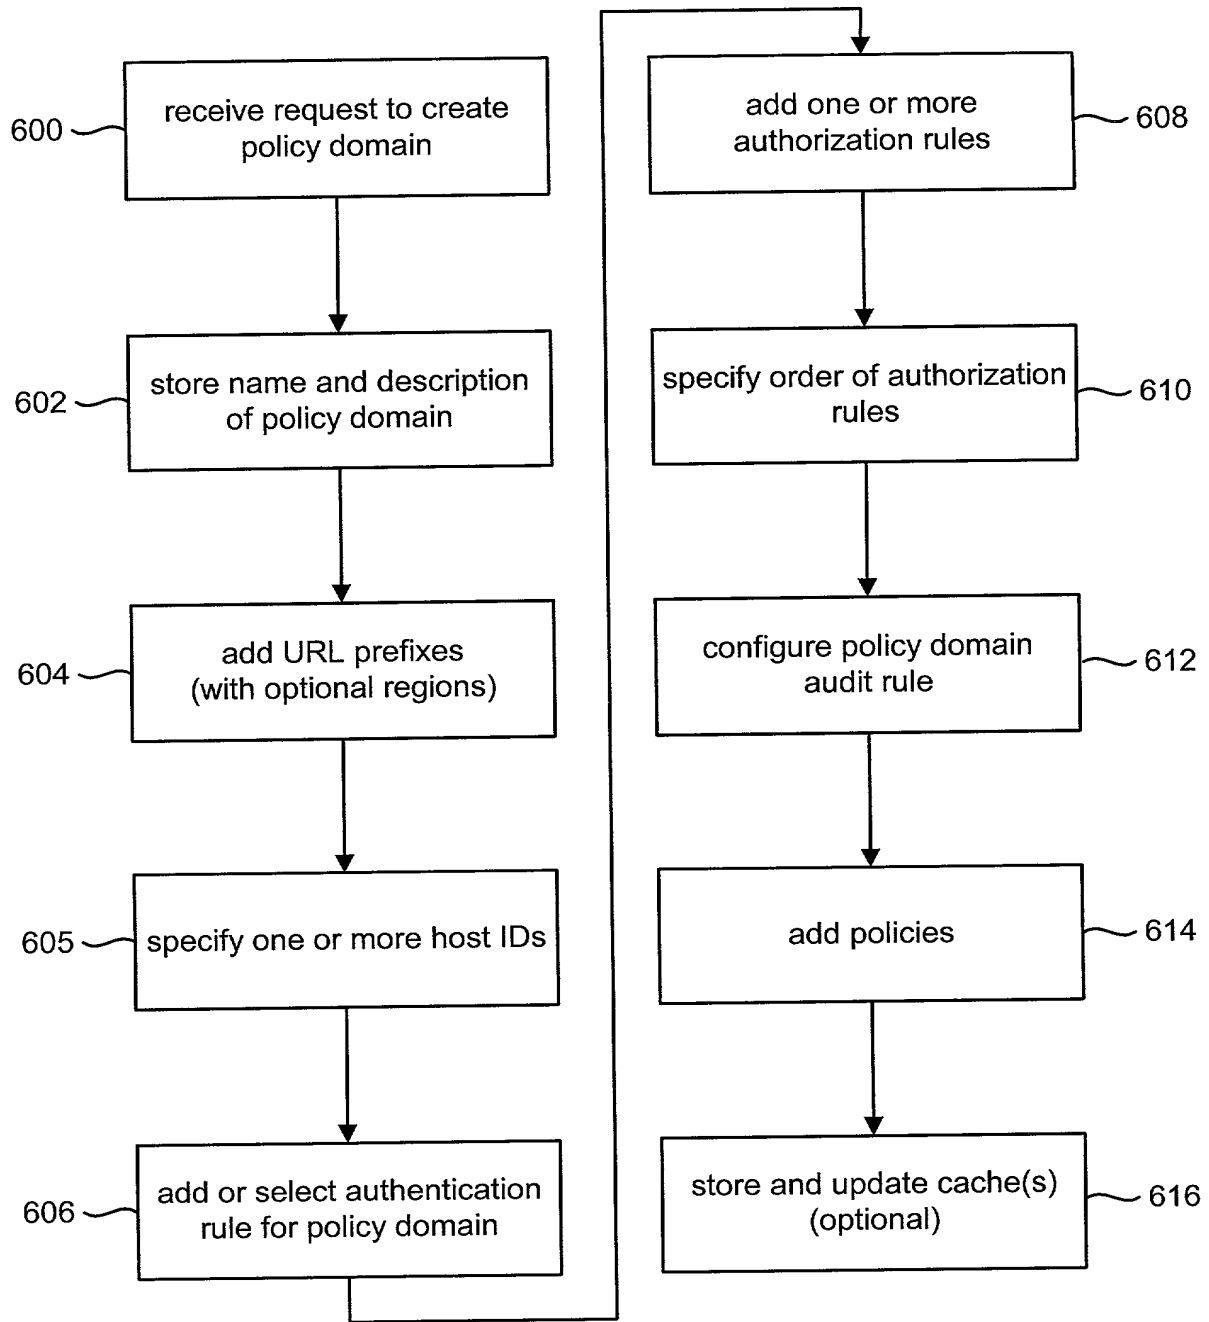 600
receive request to create
policy domain
602
store name and description
of policy domain
604
add URL prefixes
(with optional regions)
605
specify one or more host IDs
606
add or select authentication
rule for policy domain
add one or more
authorization rules
608
specify order of authorization
rules
610
configure policy domain
audit rule
612
add policies
614
store and update cache(s)
(optional)
616